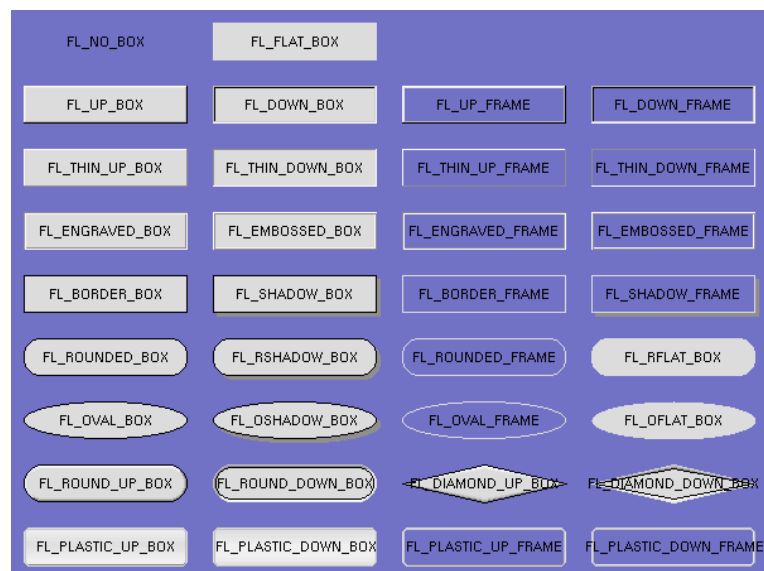 FL_NO_BOX FL_FLAT_BOX
FL_UP_BOX FL_DOWN_BOX FL_UP_FRAME FL_DOWN_FRAME
FL_THIN_UP_BOX FL_THIN_DOWN_BOX FL_THIN_UP_FRAME FL_THIN_DOWN_FRAME
FL_ENGRAVED_BOX FL_EMBOSSED_BOX FL_ENGRAVED_FRAME FL_EMBOSSED_FRAME
FL_BORDER_BOX FL_SHADOW_BOX FL_BORDER_FRAME FL_SHADOW_FRAME
FL_ROUNDED_BOX FL_RSHADOW_BOX FL_ROUNDED_FRAME FL_RFLAT_BOX
FL_OVAL_BOX FL_OSHADOW_BOX FL_OVAL_FRAME FL_OFLAT_BOX
FL_ROUND_UP_BOX FL_ROUND_DOWN_BOX FL_DIAMOND_UP_BOX FL_DIAMOND_DOWN_BOX
FL_PLASTIC_UP_BOX FL_PLASTIC_DOWN_BOX FL_PLASTIC_UP_FRAME FL_PLASTIC_DOWN_FRAME